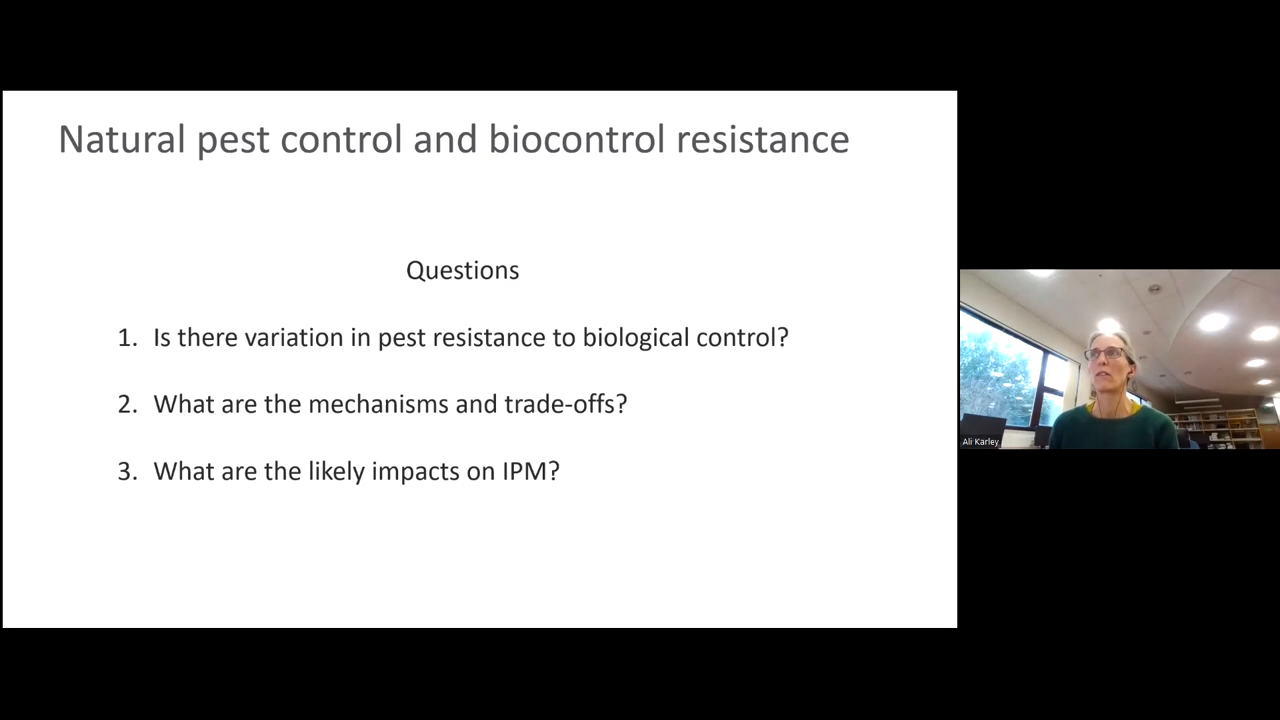 Natural pest control and biocontrol resistance
Questions
1. Is there variation in pest resistance to biological control?
2. What are the mechanisms and trade-offs?
3. What are the likely impacts on IPM?
Ali Karley